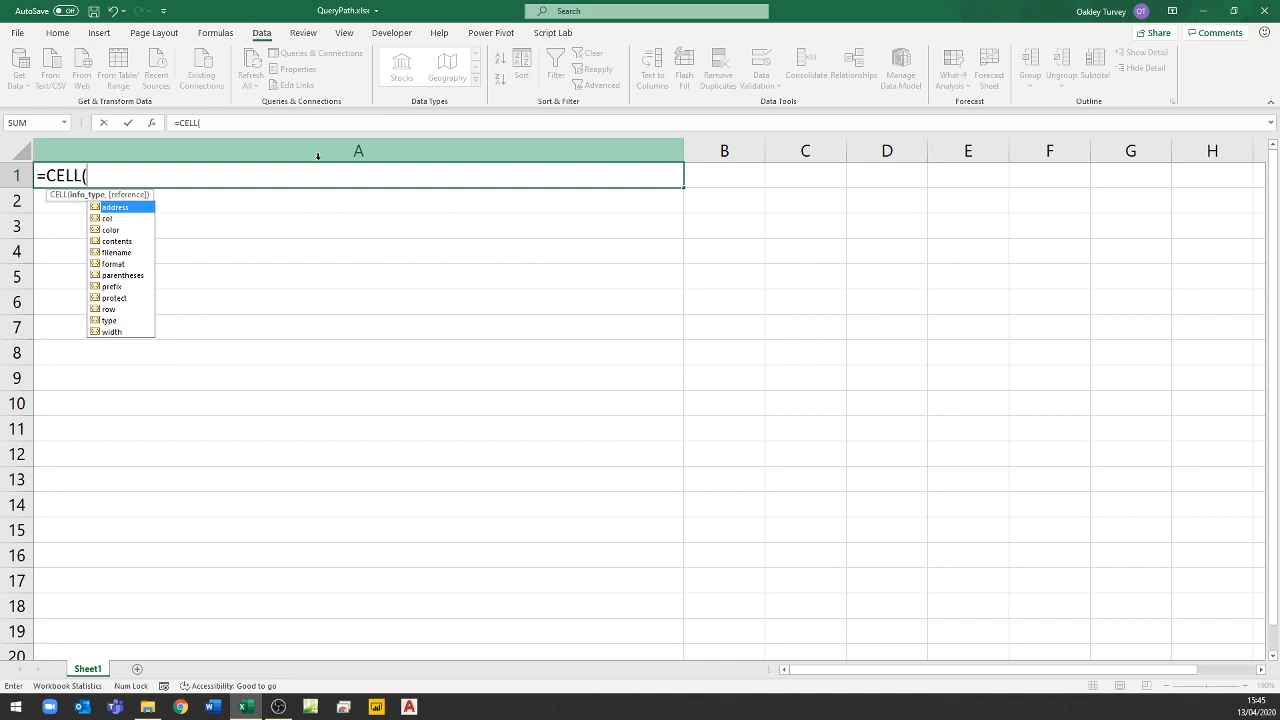 AutoSave Off QueryPath.xlsx Search Oakley Turvey OT
File Home Insert Page Layout Formulas Data Review View Developer Help Power Pivot Script Lab Share Comments
Get Data From Text/CSV From Web From Table/ Range Recent Sources Existing Connections Refresh All Queries & Connections Properties Edit Links Stocks Geography Sort Filter Clear Reapply Advanced Text to Columns Flash Fill Remove Duplicates Data Validation Consolidate Relationships Manage Data Model What-If Analysis Forecast Sheet Group Ungroup Subtotal Show Detail Hide Detail
Get & Transform Data Queries & Connections Data Types Sort & Filter Data Tools Forecast Outline
SUM fx =CELL(
A B C D E F G H
1 =CELL(
CELL(info_type, [reference])
2 address
col
3 color
contents
4 filename
format
5 parentheses
prefix
6 protect
row
7 type
width
8
9
10
11
12
13
14
15
16
17
18
19
20
Sheet1
Enter Workbook Statistics Num Lock Accessibility: Good to go 190%
15:45
13/04/2020